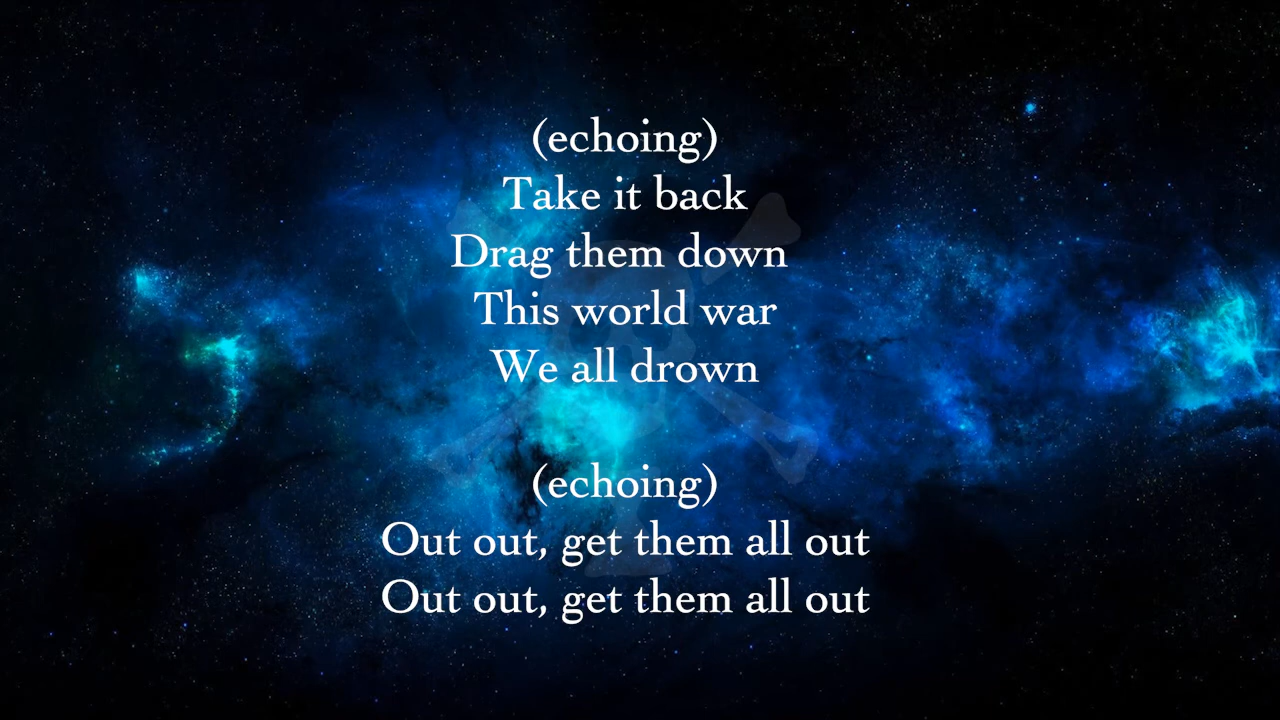 (echoing)
Take it back
Drag them down
This world war
We all drown
(echoing)
Out out, get them all out
Out out, get them all out